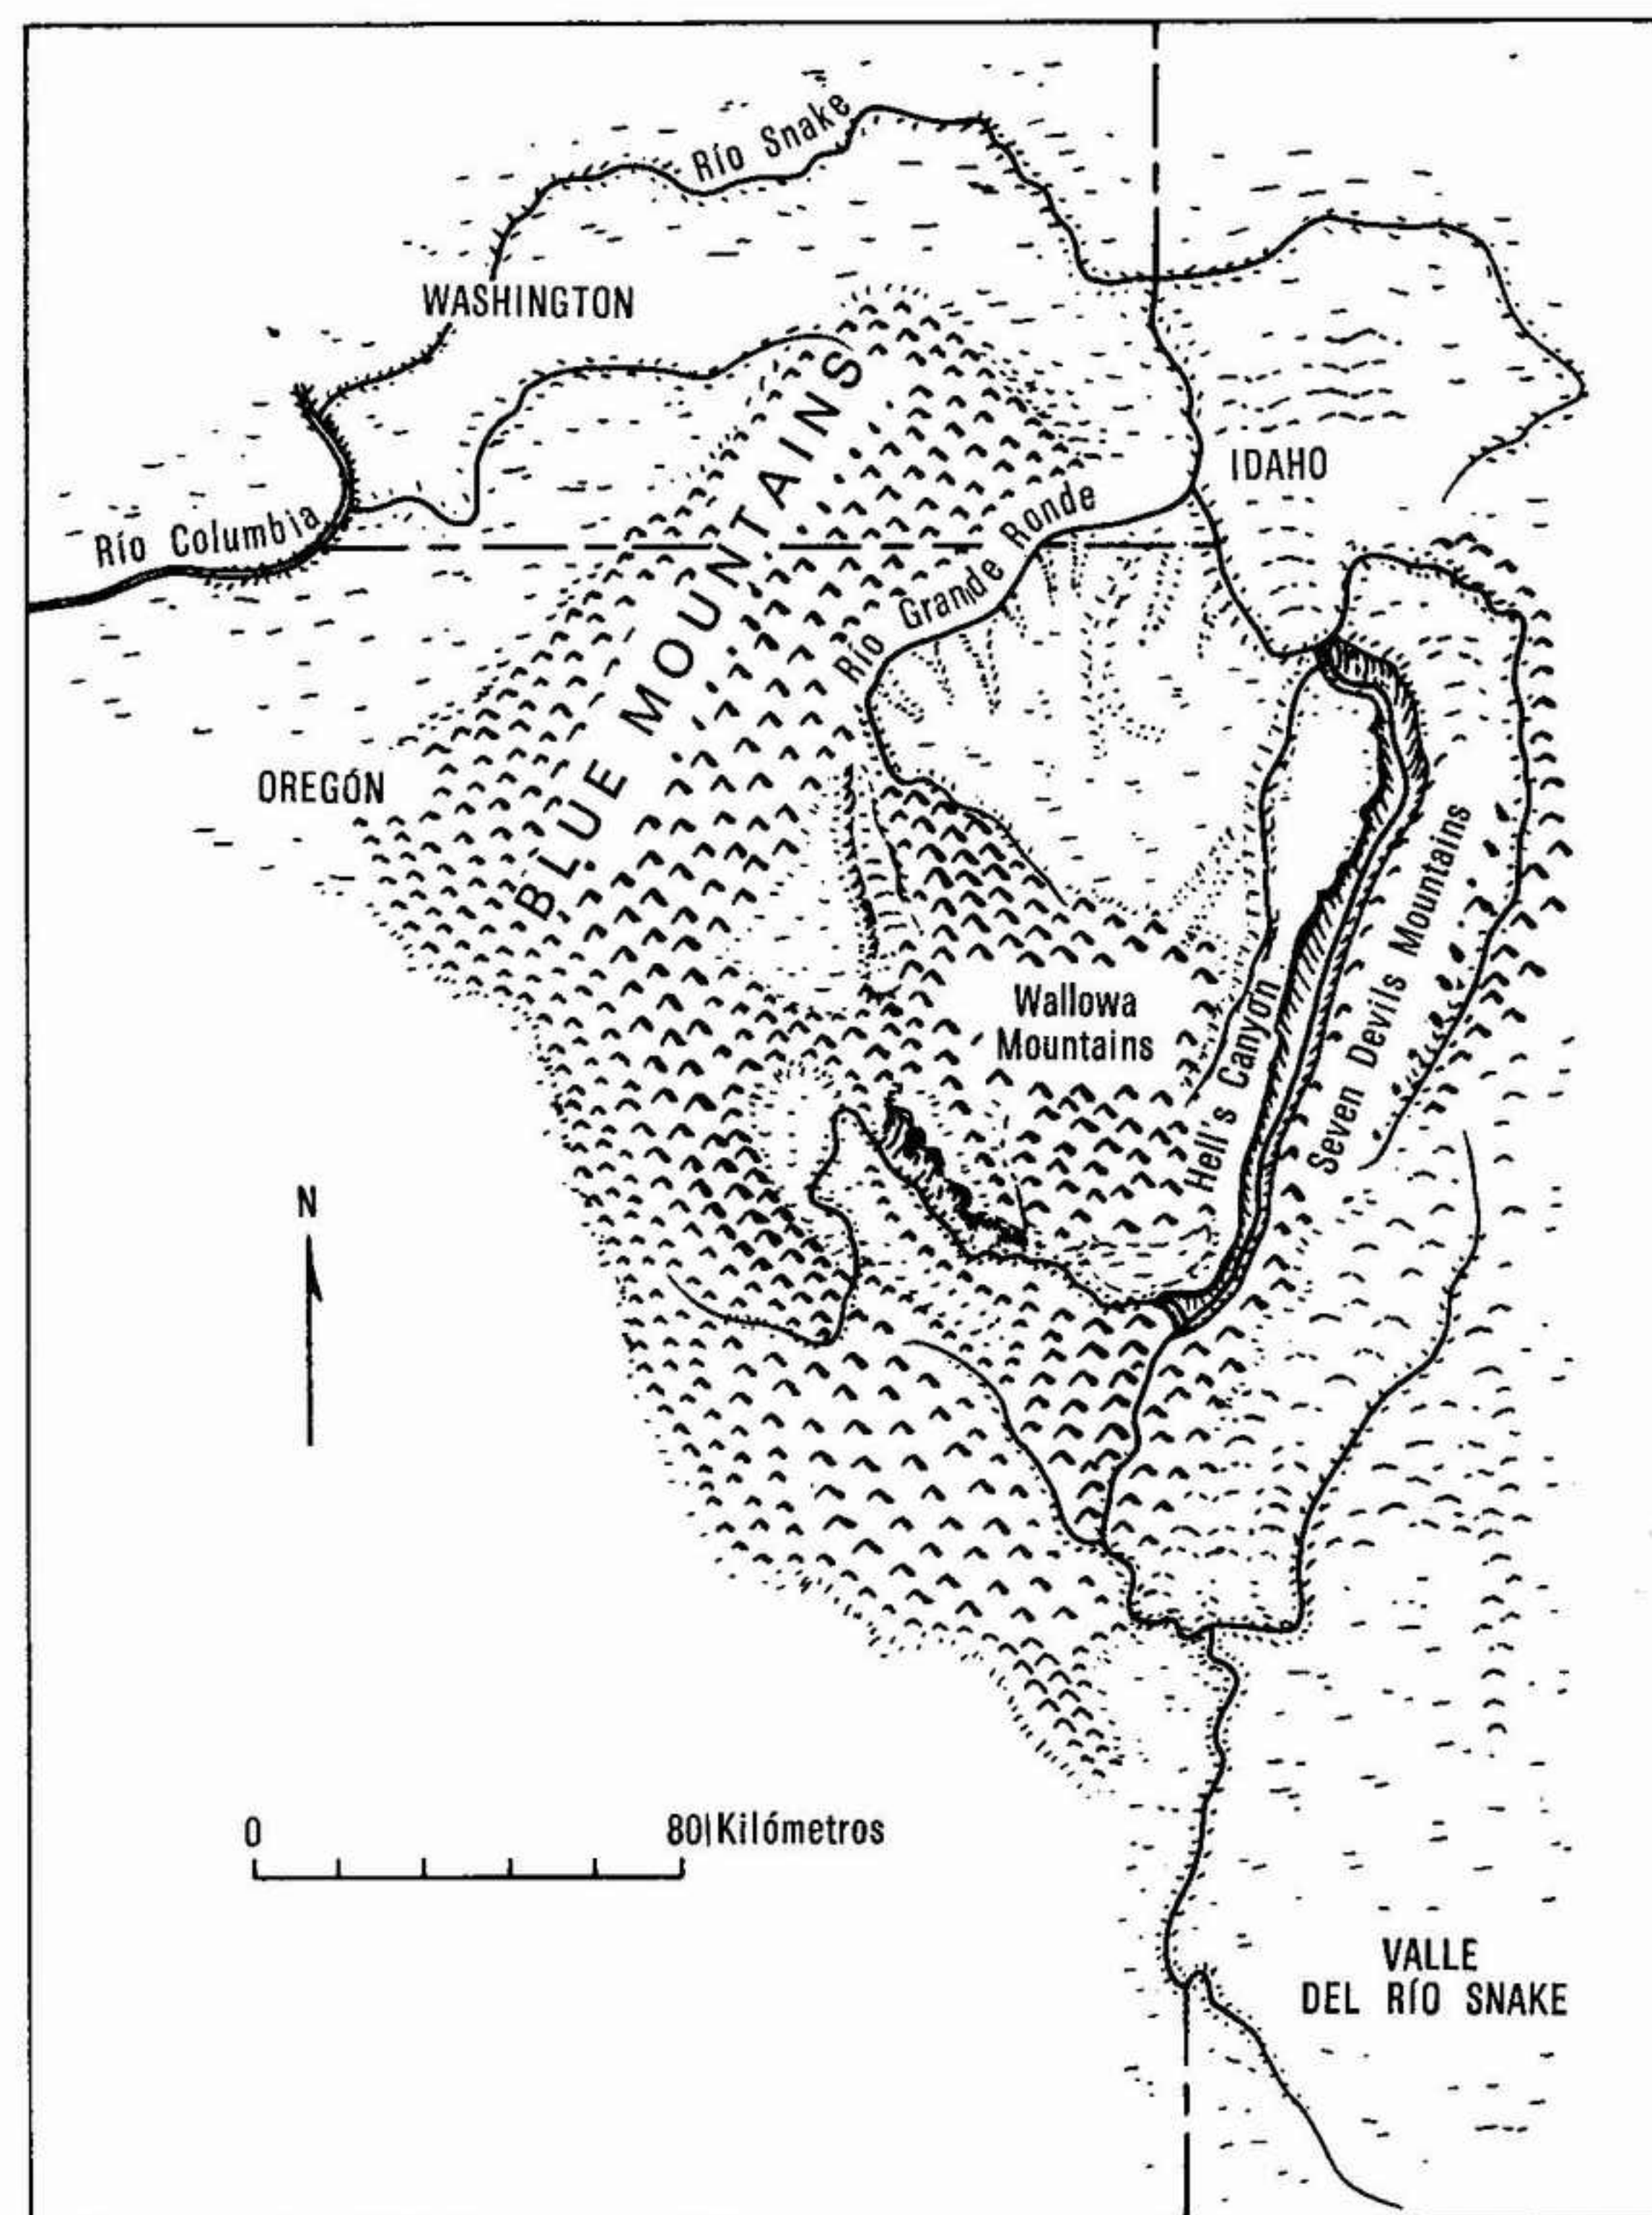 Río Snake
WASHINGTON
IDAHO
Río Columbia
Río Grande Ronde
BLUE MOUNTAINS
OREGÓN
Wallowa
Mountains
Hell's Canyon
Seven Devils Mountains
N
0 80 Kilómetros
VALLE
DEL RÍO SNAKE